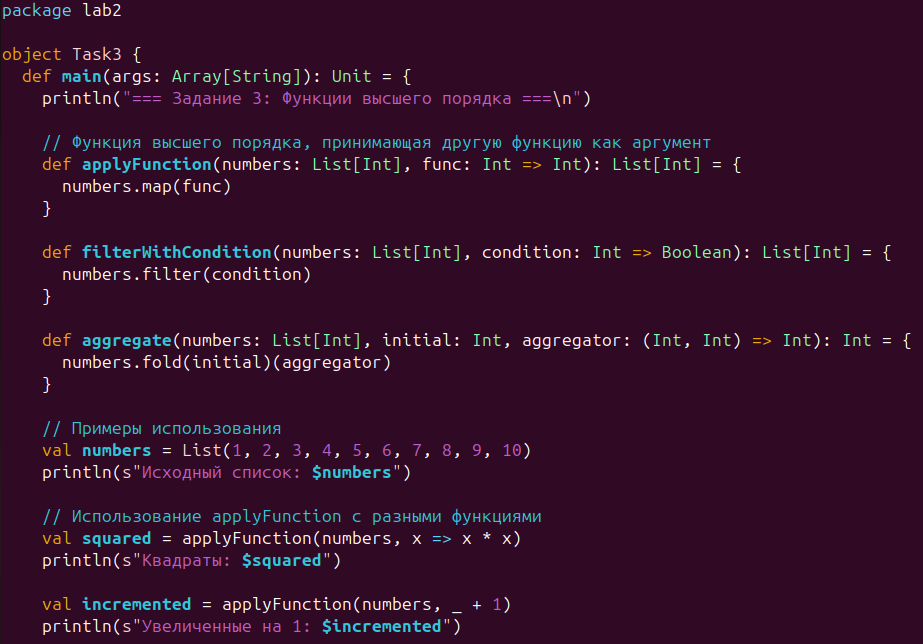 package lab2

object Task3 {
  def main(args: Array[String]): Unit = {
    println("=== Задание 3: Функции высшего порядка ===\n")

    // Функция высшего порядка, принимающая другую функцию как аргумент
    def applyFunction(numbers: List[Int], func: Int => Int): List[Int] = {
      numbers.map(func)
    }

    def filterWithCondition(numbers: List[Int], condition: Int => Boolean): List[Int] = {
      numbers.filter(condition)
    }

    def aggregate(numbers: List[Int], initial: Int, aggregator: (Int, Int) => Int): Int = {
      numbers.fold(initial)(aggregator)
    }

    // Примеры использования
    val numbers = List(1, 2, 3, 4, 5, 6, 7, 8, 9, 10)
    println(s"Исходный список: $numbers")

    // Использование applyFunction с разными функциями
    val squared = applyFunction(numbers, x => x * x)
    println(s"Квадраты: $squared")

    val incremented = applyFunction(numbers, _ + 1)
    println(s"Увеличенные на 1: $incremented")